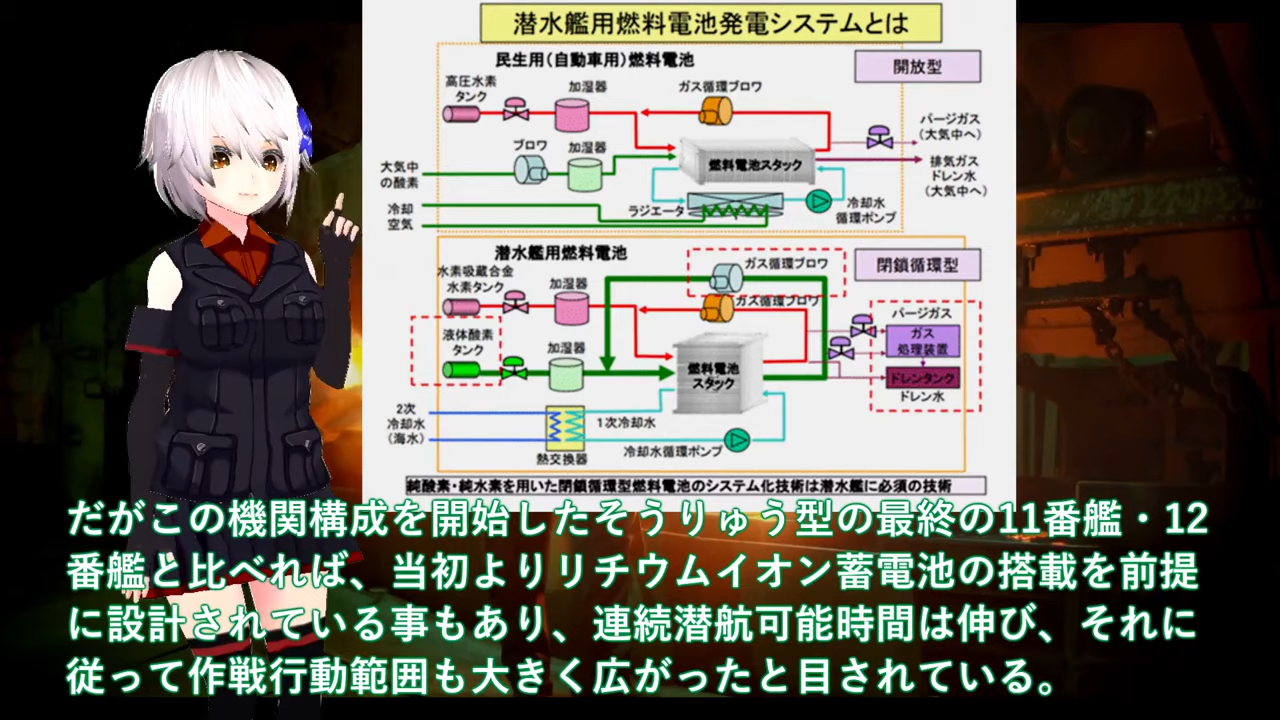 潜水艦用燃料電池発電システムとは
民生用(自動車用)燃料電池
開放型
高圧水素
タンク
加湿器
ガス循環ブロワ
パージガス
(大気中へ)
ブロワ
加湿器
大気中
の酸素
燃料電池スタック
排気ガス
ドレン水
(大気中へ)
冷却
空気
ラジエータ
冷却水
循環ポンプ
潜水艦用燃料電池
閉鎖循環型
水素吸蔵合金
水素タンク
加湿器
ガス循環ブロワ
ガス循環ブロワ
パージガス
ガス
処理装置
液体酸素
タンク
加湿器
燃料電池
スタック
ドレンタンク
ドレン水
2次
冷却水
(海水)
1次冷却水
冷却水循環ポンプ
熱交換器
純酸素・純水素を用いた閉鎖循環型燃料電池のシステム化技術は潜水艦に必須の技術
だがこの機関構成を開始したそうりゅう型の最終の11番艦・12
番艦と比べれば、当初よりリチウムイオン蓄電池の搭載を前提
に設計されている事もあり、連続潜航可能時間は伸び、それに
従って作戦行動範囲も大きく広がったと目されている。